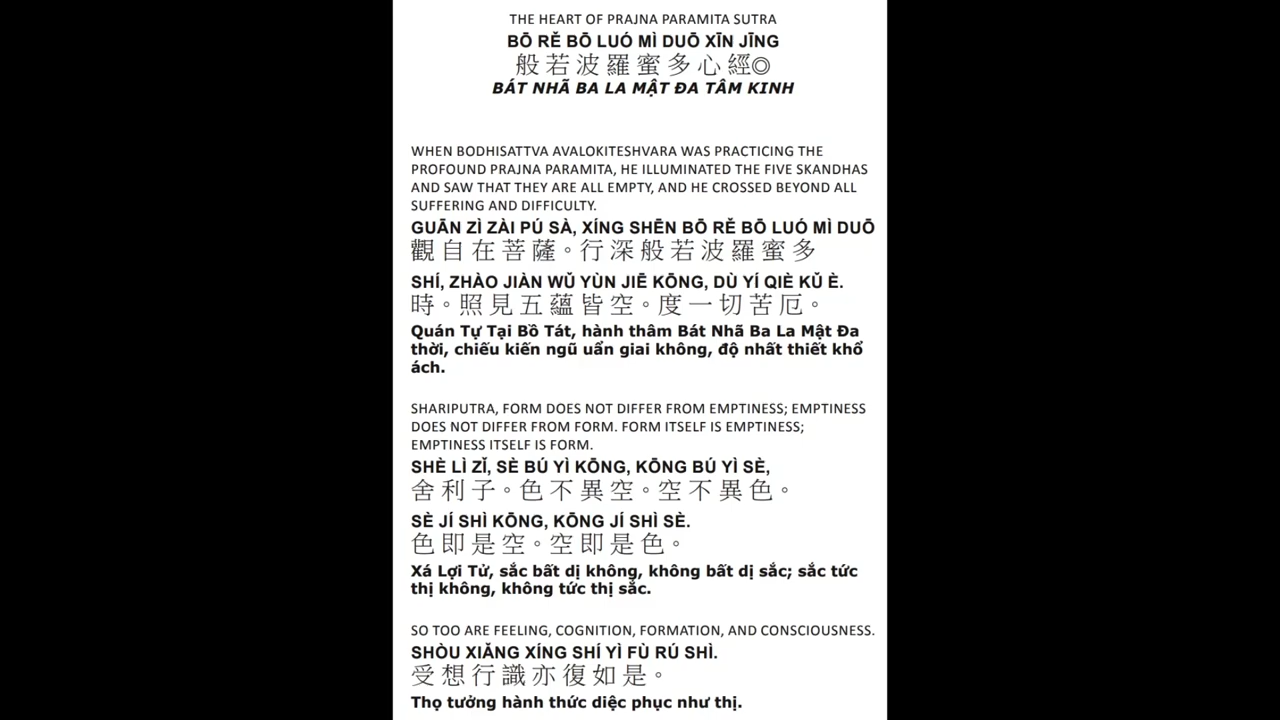 THE HEART OF PRAJNA PARAMITA SUTRA
BŌ RĚ BŌ LUÓ MÌ DUŌ XĪN JĪNG
般若波羅蜜多心經◎
BÁT NHÃ BA LA MẬT ĐA TÂM KINH
WHEN BODHISATTVA AVALOKITESHVARA WAS PRACTICING THE
PROFOUND PRAJNA PARAMITA, HE ILLUMINATED THE FIVE SKANDHAS
AND SAW THAT THEY ARE ALL EMPTY, AND HE CROSSED BEYOND ALL
SUFFERING AND DIFFICULTY.
GUĀN ZÌ ZÀI PÚ SÀ, XÍNG SHĒN BŌ RĚ BŌ LUÓ MÌ DUŌ
觀自在菩薩。行深般若波羅蜜多
SHÍ, ZHÀO JIÀN WǓ YÙN JIĒ KŌNG, DÙ YÍ QIÈ KǓ È.
時。照見五蘊皆空。度一切苦厄。
Quán Tự Tại Bồ Tát, hành thâm Bát Nhã Ba La Mật Đa
thời, chiếu kiến ngũ uẩn giai không, độ nhất thiết khổ
ách.
SHARIPUTRA, FORM DOES NOT DIFFER FROM EMPTINESS; EMPTINESS
DOES NOT DIFFER FROM FORM. FORM ITSELF IS EMPTINESS;
EMPTINESS ITSELF IS FORM.
SHÈ LÌ ZǏ, SÈ BÚ YÌ KŌNG, KŌNG BÚ YÌ SÈ,
舍利子。色不異空。空不異色。
SÈ JÍ SHÌ KŌNG, KŌNG JÍ SHÌ SÈ.
色即是空。空即是色。
Xá Lợi Tử, sắc bất dị không, không bất dị sắc; sắc tức
thị không, không tức thị sắc.
SO TOO ARE FEELING, COGNITION, FORMATION, AND CONSCIOUSNESS.
SHÒU XIĂNG XÍNG SHÍ YÌ FÙ RÚ SHÌ.
受想行識亦復如是。
Thọ tưởng hành thức diệc phục như thị.